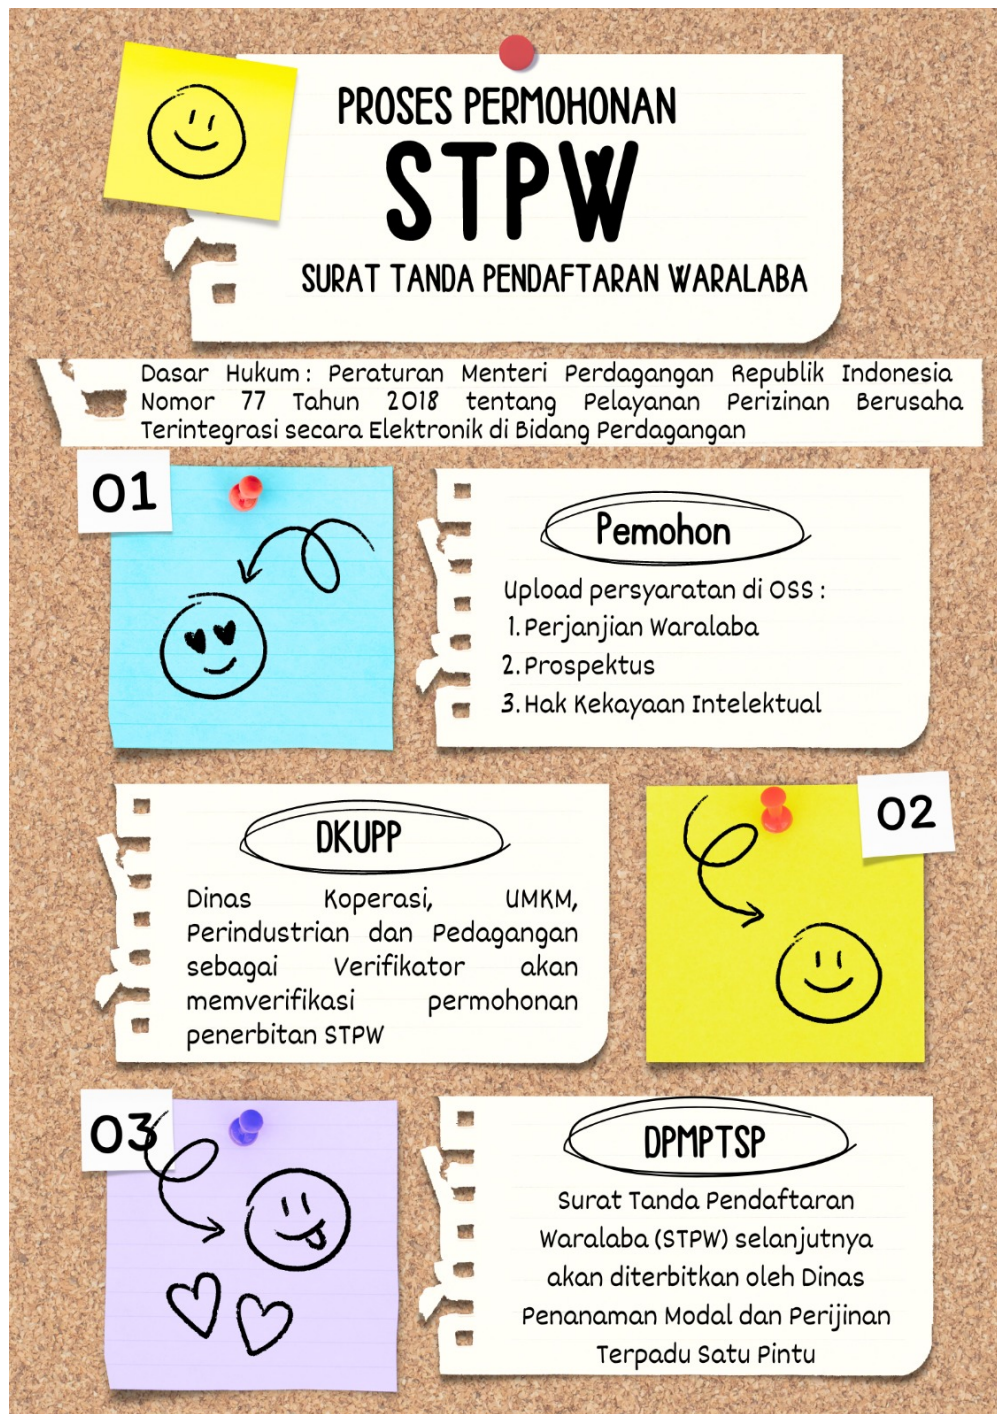 PROSES PERMOHONAN
STPW
SURAT TANDA PENDAFTARAN WARALABA
Dasar Hukum : Peraturan Menteri Perdagangan Republik Indonesia
Nomor 77 Tahun 2018 tentang Pelayanan Perizinan Berusaha
Terintegrasi secara Elektronik di Bidang Perdagangan
01
Pemohon
Upload persyaratan di OSS :
1. Perjanjian Waralaba
2. Prospektus
3. Hak Kekayaan Intelektual
02
DKUPP
Dinas Koperasi, UMKM,
Perindustrian dan Pedagangan
sebagai Verifikator akan
memverifikasi permohonan
penerbitan STPW
03
DPMPTSP
Surat Tanda Pendaftaran
Waralaba (STPW) selanjutnya
akan diterbitkan oleh Dinas
Penanaman Modal dan Perijinan
Terpadu Satu Pintu